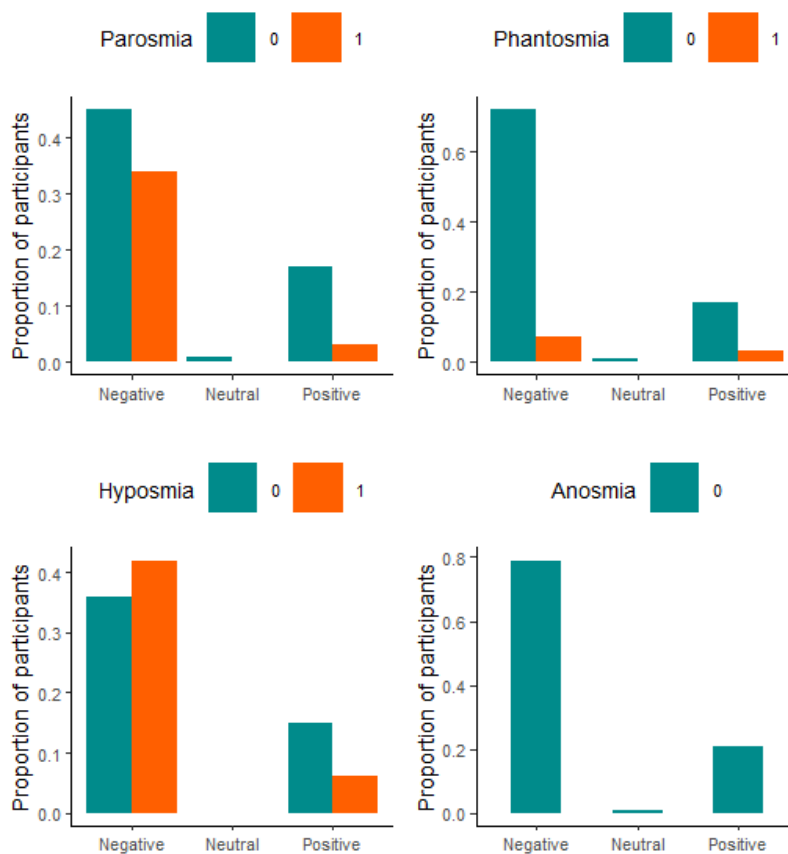 Parosmia 0 1
Proportion of participants
0.4
0.3
0.2
0.1
0.0
Negative Neutral Positive
Phantosmia 0 1
Proportion of participants
0.6
0.4
0.2
0.0
Negative Neutral Positive
Hyposmia 0 1
Proportion of participants
0.4
0.3
0.2
0.1
0.0
Negative Neutral Positive
Anosmia 0
Proportion of participants
0.8
0.6
0.4
0.2
0.0
Negative Neutral Positive